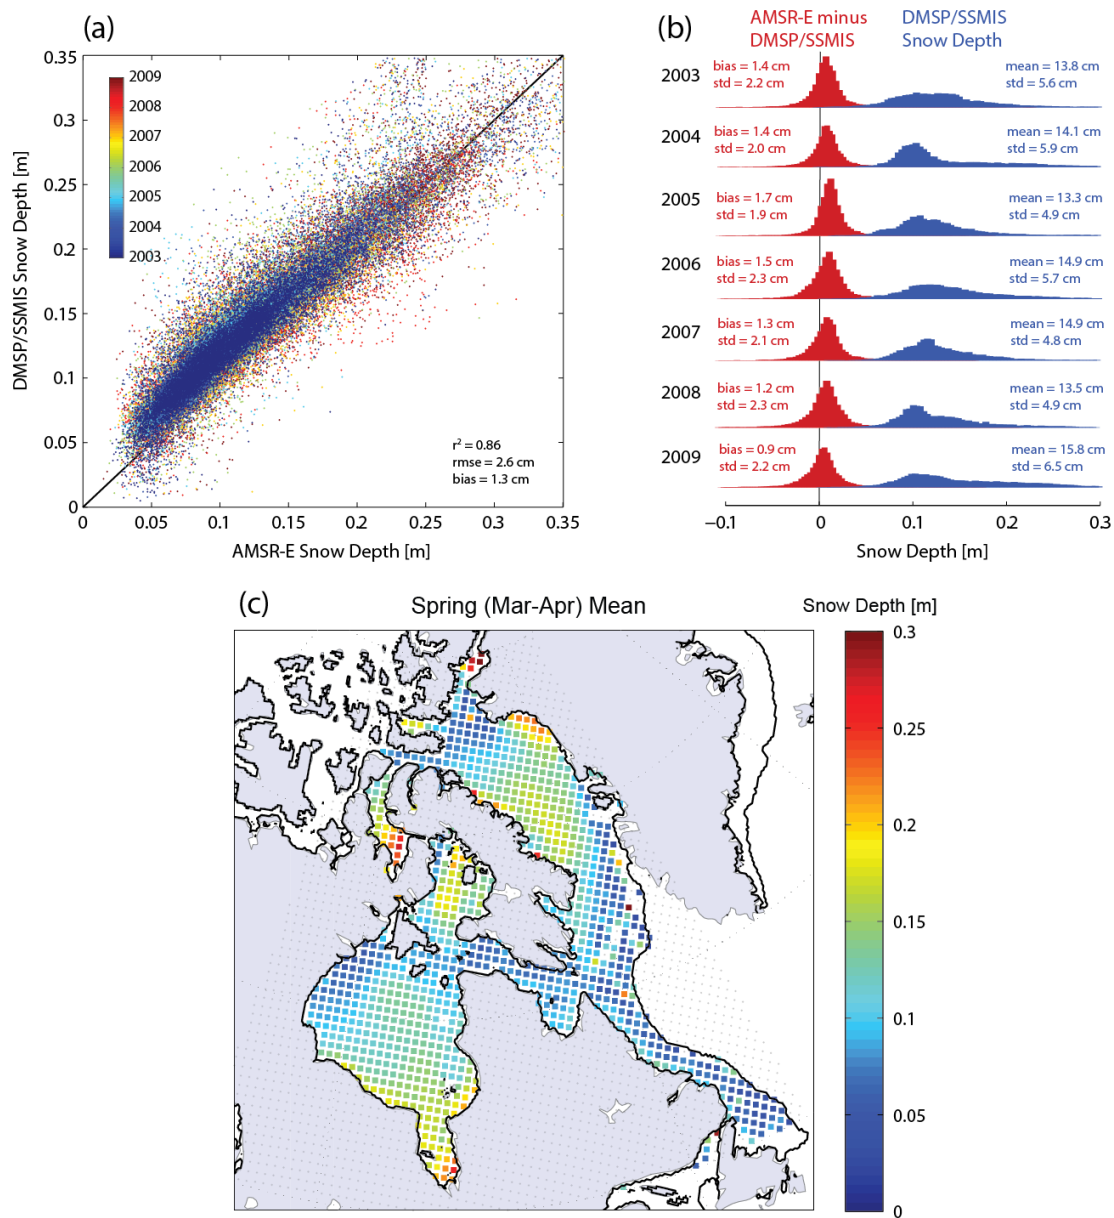 (a)
0.35
0.3
0.25
0.2
0.15
0.1
0.05
0
DMSP/SSMIS Snow Depth [m]
2009
2008
2007
2006
2005
2004
2003
r² = 0.86
rmse = 2.6 cm
bias = 1.3 cm
0 0.05 0.1 0.15 0.2 0.25 0.3 0.35
AMSR-E Snow Depth [m]
(b)
AMSR-E minus
DMSP/SSMIS
DMSP/SSMIS
Snow Depth
2003
bias = 1.4 cm
std = 2.2 cm
mean = 13.8 cm
std = 5.6 cm
2004
bias = 1.4 cm
std = 2.0 cm
mean = 14.1 cm
std = 5.9 cm
2005
bias = 1.7 cm
std = 1.9 cm
mean = 13.3 cm
std = 4.9 cm
2006
bias = 1.5 cm
std = 2.3 cm
mean = 14.9 cm
std = 5.7 cm
2007
bias = 1.3 cm
std = 2.1 cm
mean = 14.9 cm
std = 4.8 cm
2008
bias = 1.2 cm
std = 2.3 cm
mean = 13.5 cm
std = 4.9 cm
2009
bias = 0.9 cm
std = 2.2 cm
mean = 15.8 cm
std = 6.5 cm
−0.1 0 0.1 0.2 0.3
Snow Depth [m]
(c)
Spring (Mar-Apr) Mean
Snow Depth [m]
0.3
0.25
0.2
0.15
0.1
0.05
0